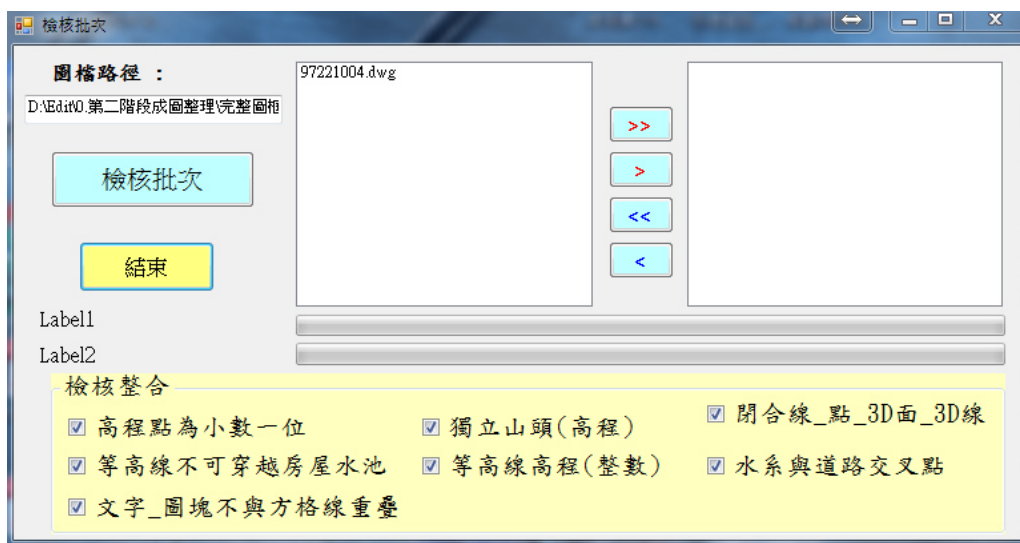 檢核批次
圖檔路徑 :
D:\Edit\0.第二階段成圖整理\完整圖框
97221004.dwg
>>
>
<<
<
檢核批次
結束
Label1
Label2
檢核整合
高程點為小數一位
獨立山頭(高程)
閉合線_點_3D面_3D線
等高線不可穿越房屋水池
等高線高程(整數)
水系與道路交叉點
文字_圖塊不與方格線重疊